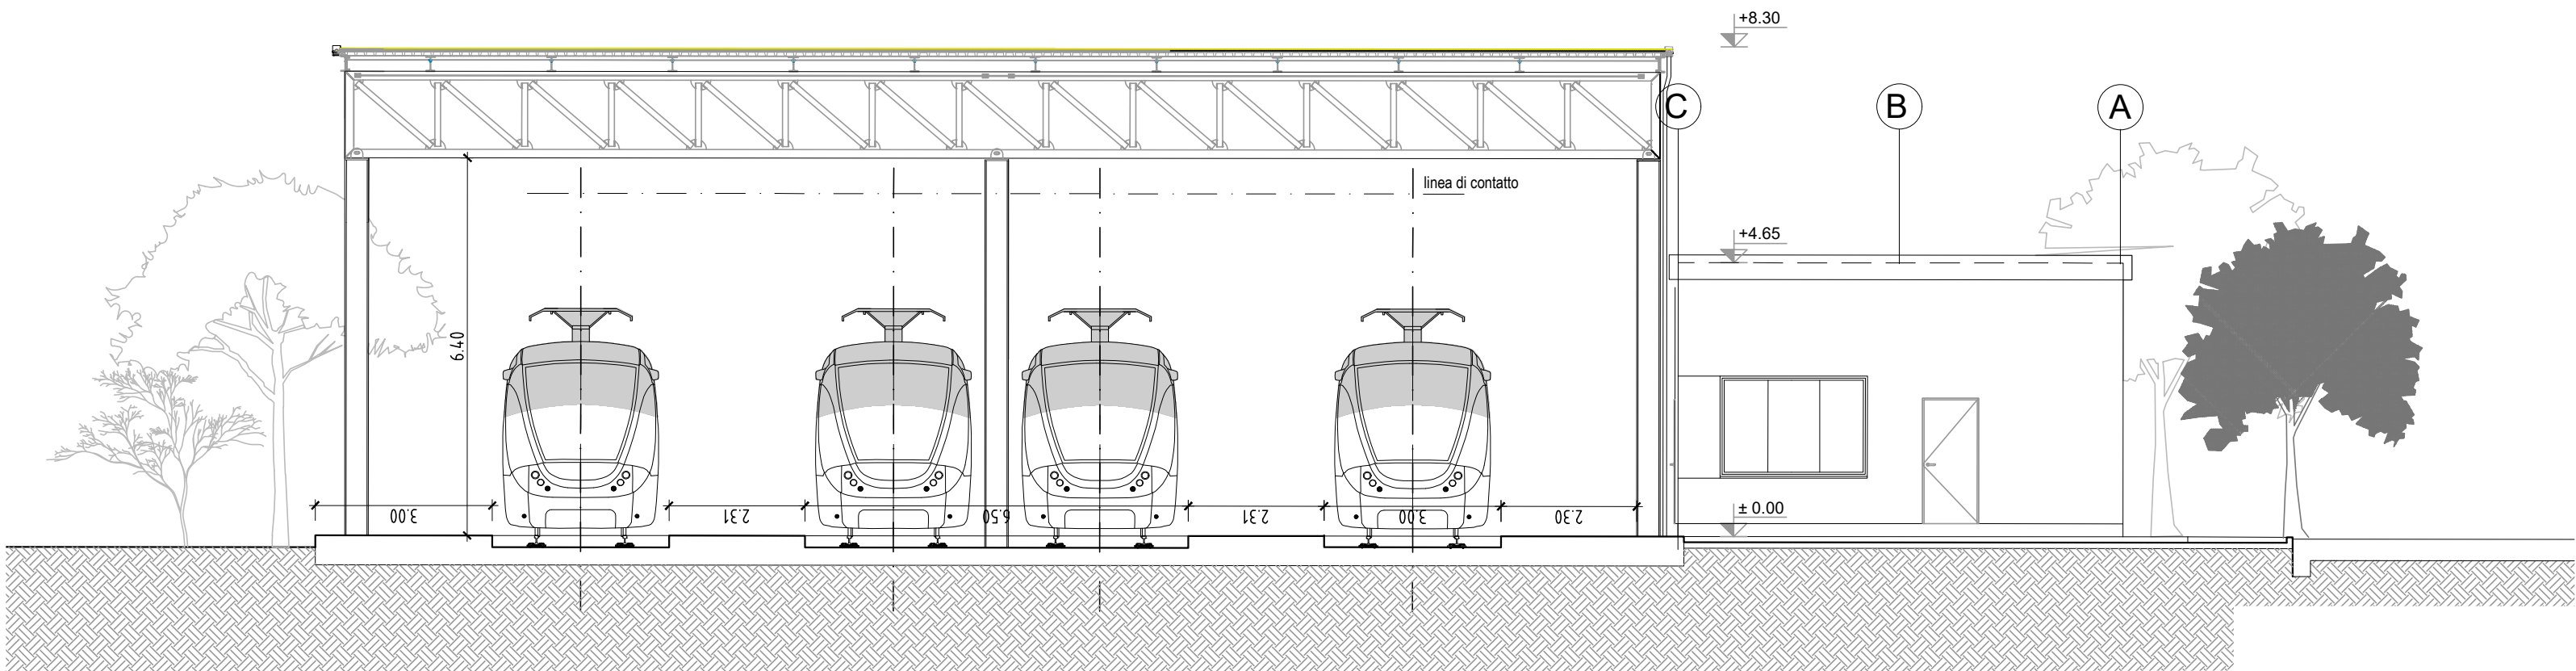 +8.30
C
B
A
linea di contatto
+4.65
6.40
± 0.00
3.00
2.31
6.50
2.31
3.00
2.30